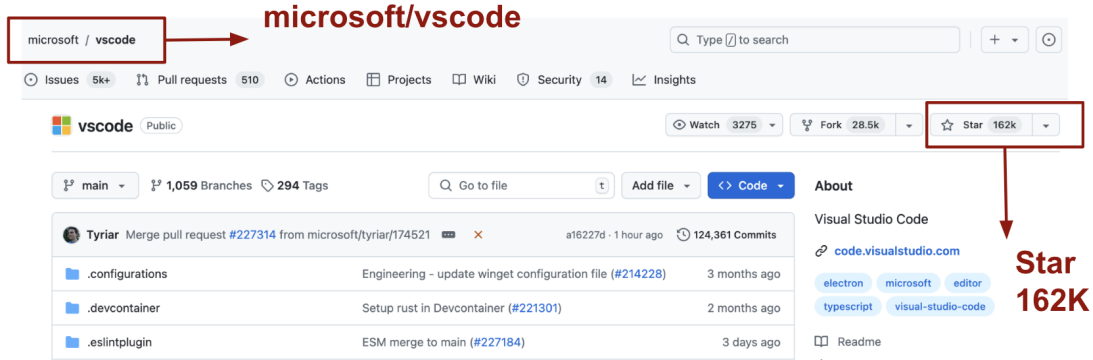 microsoft/vscode
microsoft / vscode
Type / to search
Issues 5k+ Pull requests 510 Actions Projects Wiki Security 14 Insights
vscode Public
Watch 3275 Fork 28.5k Star 162k
main 1,059 Branches 294 Tags Go to file t Add file <> Code
About
Tyriar Merge pull request #227314 from microsoft/tyriar/174521 a16227d · 1 hour ago 124,361 Commits
Visual Studio Code
code.visualstudio.com
.configurations Engineering - update winget configuration file (#214228) 3 months ago
electron microsoft editor
.devcontainer Setup rust in Devcontainer (#221301) 2 months ago
typescript visual-studio-code
.eslintplugin ESM merge to main (#227184) 3 days ago
Readme
Star
162K